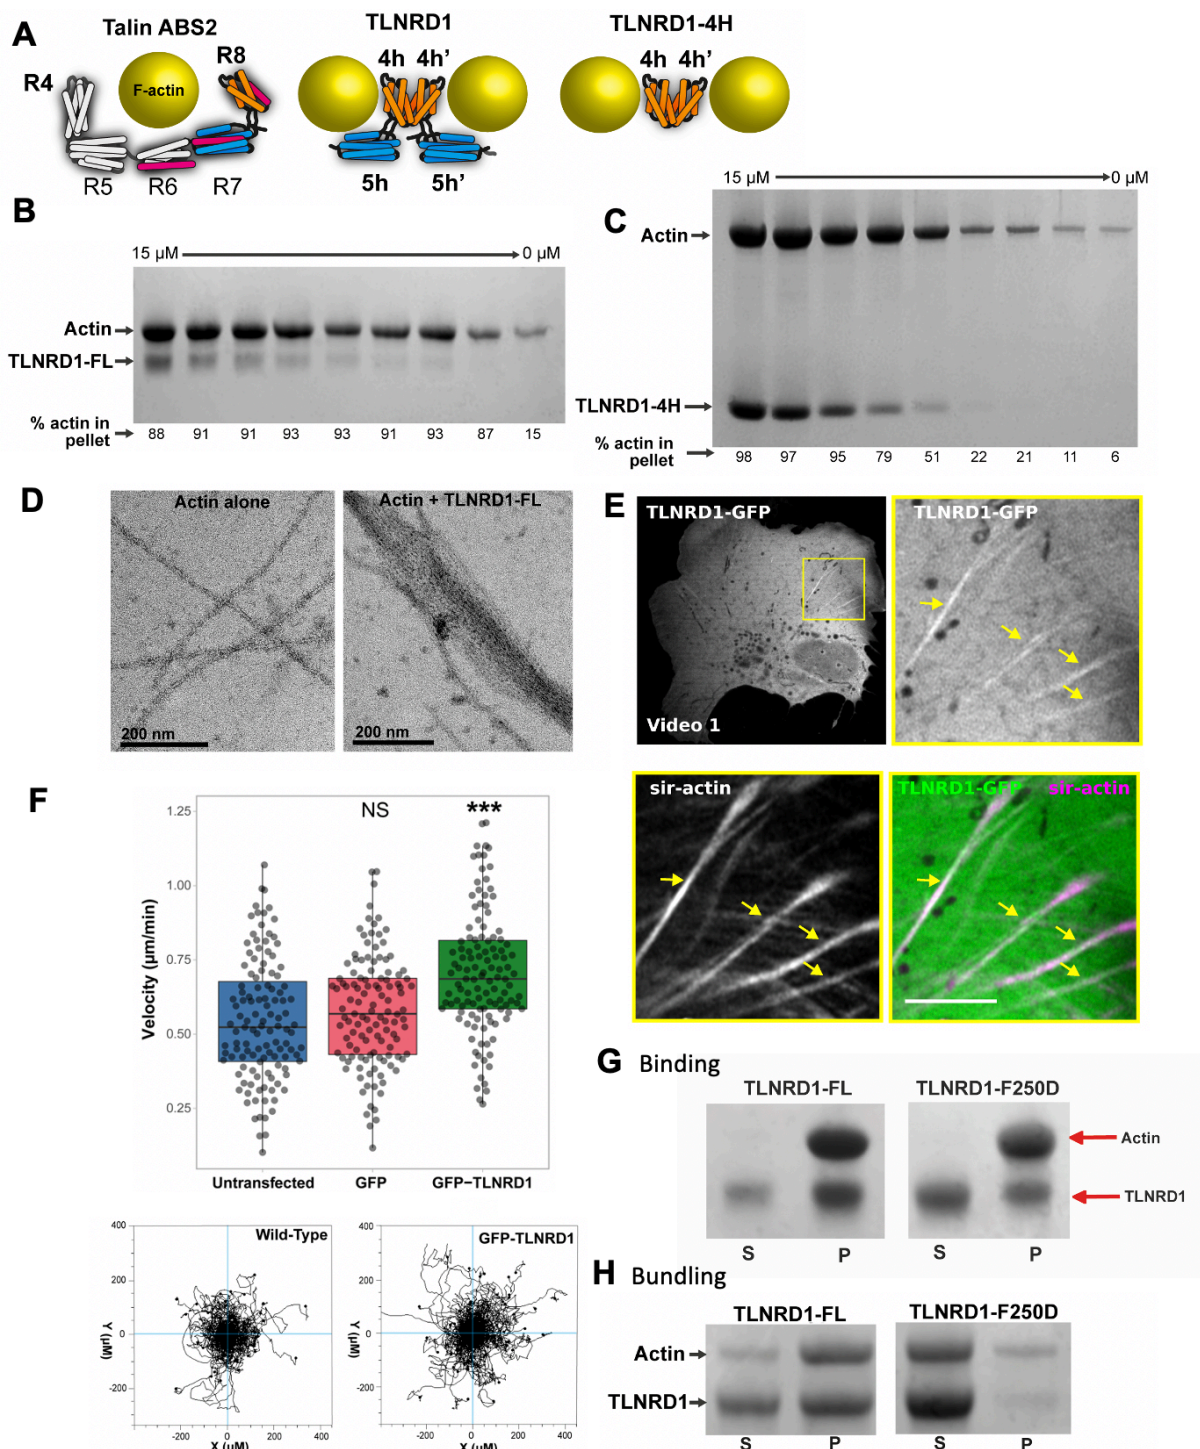 A
Talin ABS2
R4
F-actin
R8
R5
R6
R7
TLNRD1
4h 4h'
5h
5h'
TLNRD1-4H
4h 4h'
B
15 µM
0 µM
Actin
TLNRD1-FL
% actin in
pellet
88 91 91 93 93 91 93 87 15
C
15 µM
0 µM
Actin
TLNRD1-4H
% actin in
pellet
98 97 95 79 51 22 21 11 6
D
Actin alone
200 nm
Actin + TLNRD1-FL
200 nm
E
TLNRD1-GFP
Video 1
TLNRD1-GFP
sir-actin
TLNRD1-GFP sir-actin
F
NS
***
Velocity (µm/min)
1.25
1.00
0.75
0.50
0.25
Untransfected GFP GFP−TLNRD1
Wild-Type
Y (µM)
400
200
0
-200
-400 -200 0 200 400
X (µM)
GFP-TLNRD1
Y (µM)
400
200
0
-200
-400 -200 0 200 400
X (µM)
G Binding
TLNRD1-FL
TLNRD1-F250D
Actin
TLNRD1
S P S P
H Bundling
TLNRD1-FL
TLNRD1-F250D
Actin
TLNRD1
S P S P